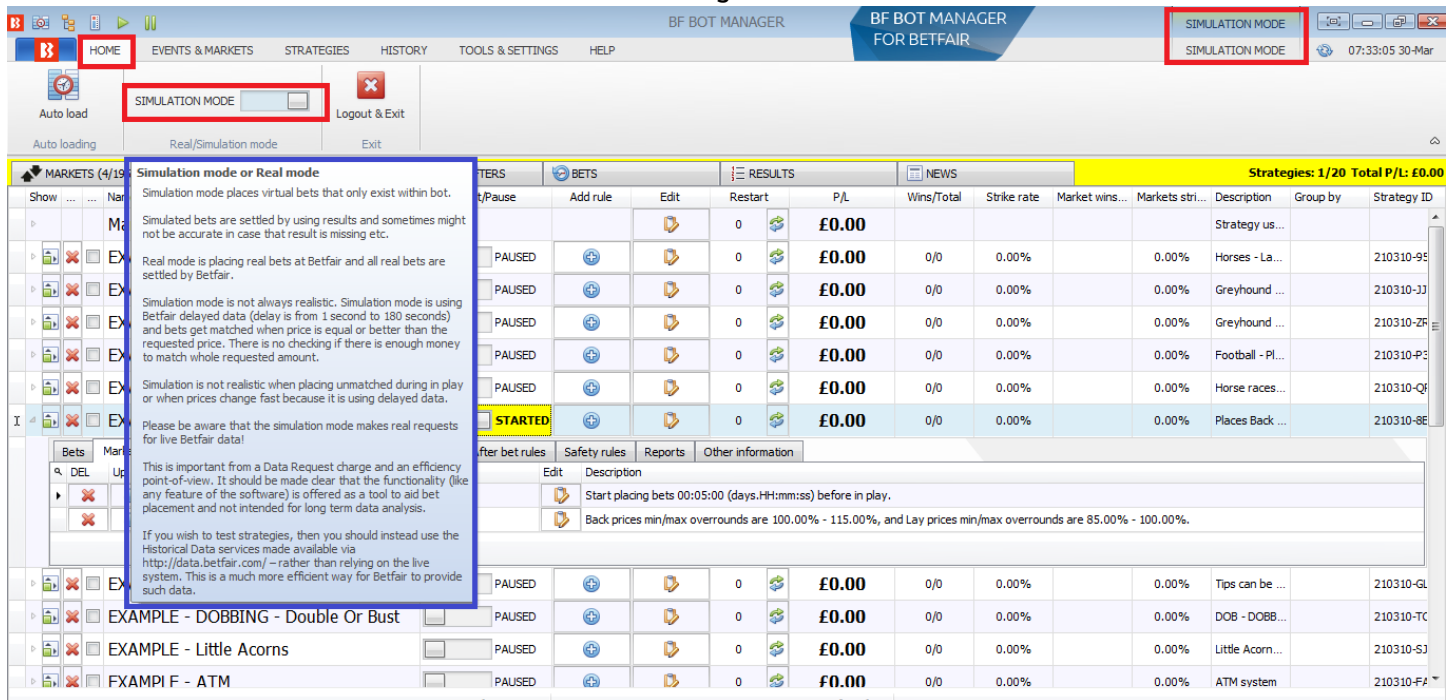 BF BOT MANAGER
BF BOT MANAGER
FOR BETFAIR
SIMULATION MODE
HOME EVENTS & MARKETS STRATEGIES HISTORY TOOLS & SETTINGS HELP
SIMULATION MODE 07:33:05 30-Mar
SIMULATION MODE
Auto load Logout & Exit
Auto loading Real/Simulation mode Exit
MARKETS (4/19 BETS RESULTS NEWS Strategies: 1/20 Total P/L: £0.00
Show ... ... Add rule Edit Restart P/L Wins/Total Strike rate Market wins... Markets stri... Description Group by Strategy ID
0 £0.00 Strategy us...
PAUSED 0 £0.00 0/0 0.00% 0.00% Horses - La... 210310-95
PAUSED 0 £0.00 0/0 0.00% 0.00% Greyhound ... 210310-JJ
PAUSED 0 £0.00 0/0 0.00% 0.00% Greyhound ... 210310-ZR
PAUSED 0 £0.00 0/0 0.00% 0.00% Football - Pl... 210310-P3
PAUSED 0 £0.00 0/0 0.00% 0.00% Horse races...
STARTED 0 £0.00 0/0 0.00% 0.00% Places Back ... 210310-8E
Simulation mode or Real mode
Simulation mode places virtual bets that only exist within bot.
Simulated bets are settled by using results and sometimes might
not be accurate in case that result is missing etc.
Real mode is placing real bets at Betfair and all real bets are
settled by Betfair.
Simulation mode is not always realistic. Simulation mode is using
Betfair delayed data (delay is from 1 second to 180 seconds)
and bets get matched when price is equal or better than the
requested price. There is no checking if there is enough money
to match whole requested amount.
Simulation is not realistic when placing unmatched during in play
or when prices change fast because it is using delayed data.
Please be aware that the simulation mode makes real requests
for live Betfair data!
This is important from a Data Request charge and an efficiency
point-of-view. It should be made clear that the functionality (like
any feature of the software) is offered as a tool to aid bet
placement and not intended for long term data analysis.
If you wish to test strategies, then you should instead use the
Historical Data services made available via
http://data.betfair.com/ – rather than relying on the live
system. This is a much more efficient way for Betfair to provide
such data.
Bets After bet rules Safety rules Reports Other information
DEL Edit Description
Start placing bets 00:05:00 (days.HH:mm:ss) before in play.
Back prices min/max overrounds are 100.00% - 115.00%, and Lay prices min/max overrounds are 85.00% - 100.00%.
PAUSED 0 £0.00 0/0 0.00% 0.00% Tips can be ... 210310-GL
EXAMPLE - DOBBING - Double Or Bust PAUSED 0 £0.00 0/0 0.00% 0.00% DOB - DOBB... 210310-TC
EXAMPLE - Little Acorns PAUSED 0 £0.00 0/0 0.00% 0.00% Little Acorn... 210310-SJ
EXAMPLE - ATM PAUSED 0 £0.00 0/0 0.00% 0.00% ATM system 210310-FA